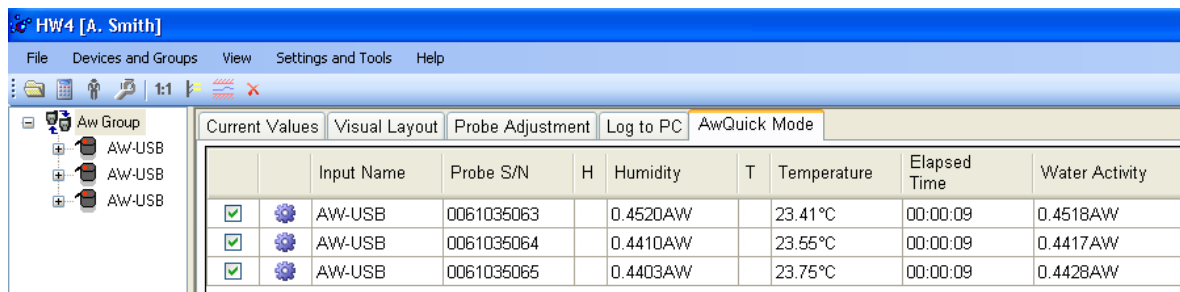 HW4 [A. Smith]
File Devices and Groups View Settings and Tools Help
1:1
Aw Group
AW-USB
AW-USB
AW-USB
Current Values Visual Layout Probe Adjustment Log to PC AwQuick Mode
Input Name Probe S/N H Humidity T Temperature Elapsed Time Water Activity
AW-USB 0061035063 0.4520AW 23.41°C 00:00:09 0.4518AW
AW-USB 0061035064 0.4410AW 23.55°C 00:00:09 0.4417AW
AW-USB 0061035065 0.4403AW 23.75°C 00:00:09 0.4428AW